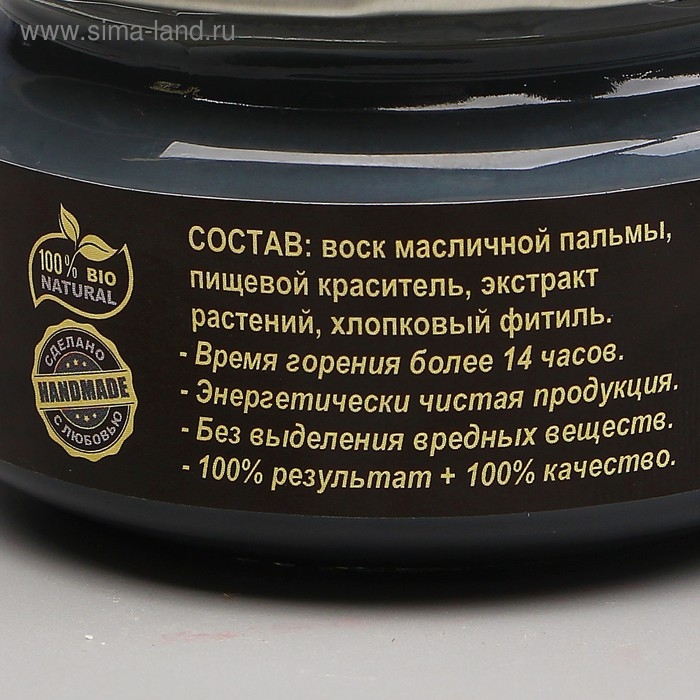 www.sima-land.ru
СОСТАВ: воск масличной пальмы,
пищевой краситель, экстракт
растений, хлопковый фитиль.
- Время горения более 14 часов.
- Энергетически чистая продукция.
- Без выделения вредных веществ.
- 100% результат + 100% качество.
100% BIO
NATURAL
СДЕЛАНО
HANDMADE
С ЛЮБОВЬЮ